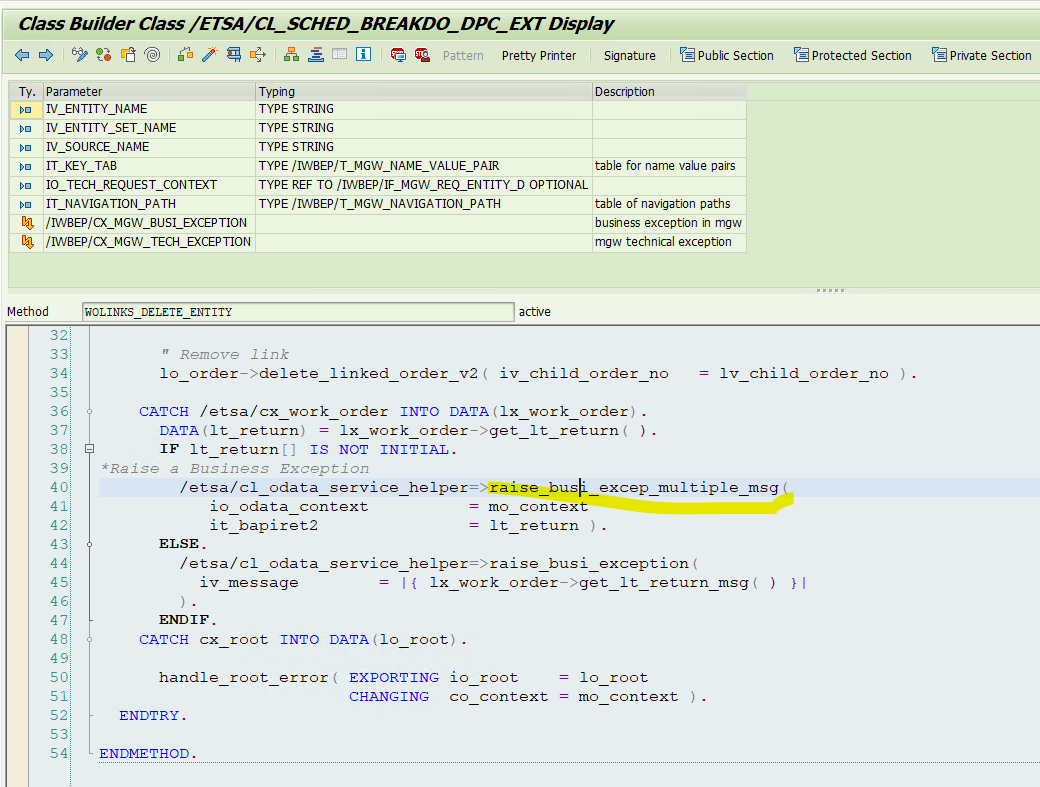 Class Builder Class /ETSA/CL_SCHED_BREAKDO_DPC_EXT Display
Pattern Pretty Printer Signature Public Section Protected Section Private Section
Ty. Parameter Typing Description
IV_ENTITY_NAME TYPE STRING
IV_ENTITY_SET_NAME TYPE STRING
IV_SOURCE_NAME TYPE STRING
IT_KEY_TAB TYPE /IWBEP/T_MGW_NAME_VALUE_PAIR table for name value pairs
IO_TECH_REQUEST_CONTEXT TYPE REF TO /IWBEP/IF_MGW_REQ_ENTITY_D OPTIONAL
IT_NAVIGATION_PATH TYPE /IWBEP/T_MGW_NAVIGATION_PATH table of navigation paths
/IWBEP/CX_MGW_BUSI_EXCEPTION business exception in mgw
/IWBEP/CX_MGW_TECH_EXCEPTION mgw technical exception
Method WOLINKS_DELETE_ENTITY active
32
33 " Remove link
34 lo_order->delete_linked_order_v2( iv_child_order_no = lv_child_order_no ).
35
36 CATCH /etsa/cx_work_order INTO DATA(lx_work_order).
37 DATA(lt_return) = lx_work_order->get_lt_return( ).
38 IF lt_return[] IS NOT INITIAL.
39 *Raise a Business Exception
40 /etsa/cl_odata_service_helper=>raise_busi_excep_multiple_msg(
41 io_odata_context = mo_context
42 it_bapiret2 = lt_return ).
43 ELSE.
44 /etsa/cl_odata_service_helper=>raise_busi_exception(
45 iv_message = |{ lx_work_order->get_lt_return_msg( ) }|
46 ).
47 ENDIF.
48 CATCH cx_root INTO DATA(lo_root).
49
50 handle_root_error( EXPORTING io_root = lo_root
51 CHANGING co_context = mo_context ).
52 ENDTRY.
53
54 ENDMETHOD.